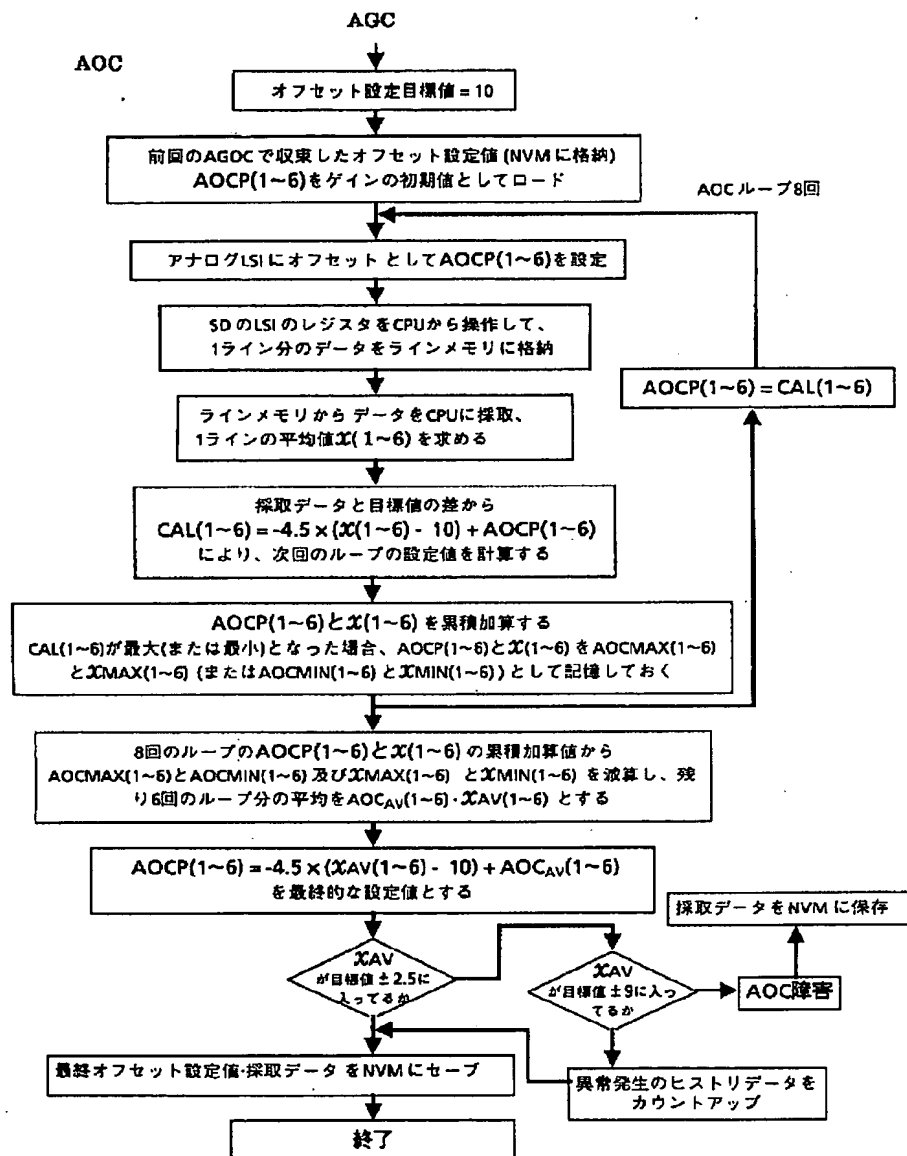 AGC
AOC
オフセット設定目標値 = 10
前回のAGOCで収束したオフセット設定値 (NVMに格納)
AOCP(1~6)をゲインの初期値としてロード
AOCループ8回
アナログLSIにオフセットとしてAOCP(1~6)を設定
SDのLSIのレジスタをCPUから操作して、
1ライン分のデータをラインメモリに格納
AOCP(1~6) = CAL(1~6)
ラインメモリからデータをCPUに採取、
1ラインの平均値x(1~6)を求める
採取データと目標値の差から
CAL(1~6) = -4.5 × {x(1~6) - 10} + AOCP(1~6)
により、次回のループの設定値を計算する
AOCP(1~6)とx(1~6)を累積加算する
CAL(1~6)が最大(または最小)となった場合、AOCP(1~6)とx(1~6)をAOCMAX(1~6)
とxMAX(1~6) (またはAOCMIN(1~6)とxMIN(1~6))として記憶しておく
8回のループのAOCP(1~6)とx(1~6)の累積加算値から
AOCMAX(1~6)とAOCMIN(1~6)及びxMAX(1~6)とxMIN(1~6)を減算し、残
り6回のループ分の平均をAOCAV(1~6)・xAV(1~6)とする
AOCP(1~6) = -4.5 × {xAV(1~6) - 10} + AOCAV(1~6)
を最終的な設定値とする
採取データをNVMに保存
xAV
が目標値±2.5に
入ってるか
xAV
が目標値±9に入っ
てるか
AOC障害
最終オフセット設定値·採取データをNVMにセーブ
異常発生のヒストリデータを
カウントアップ
終了